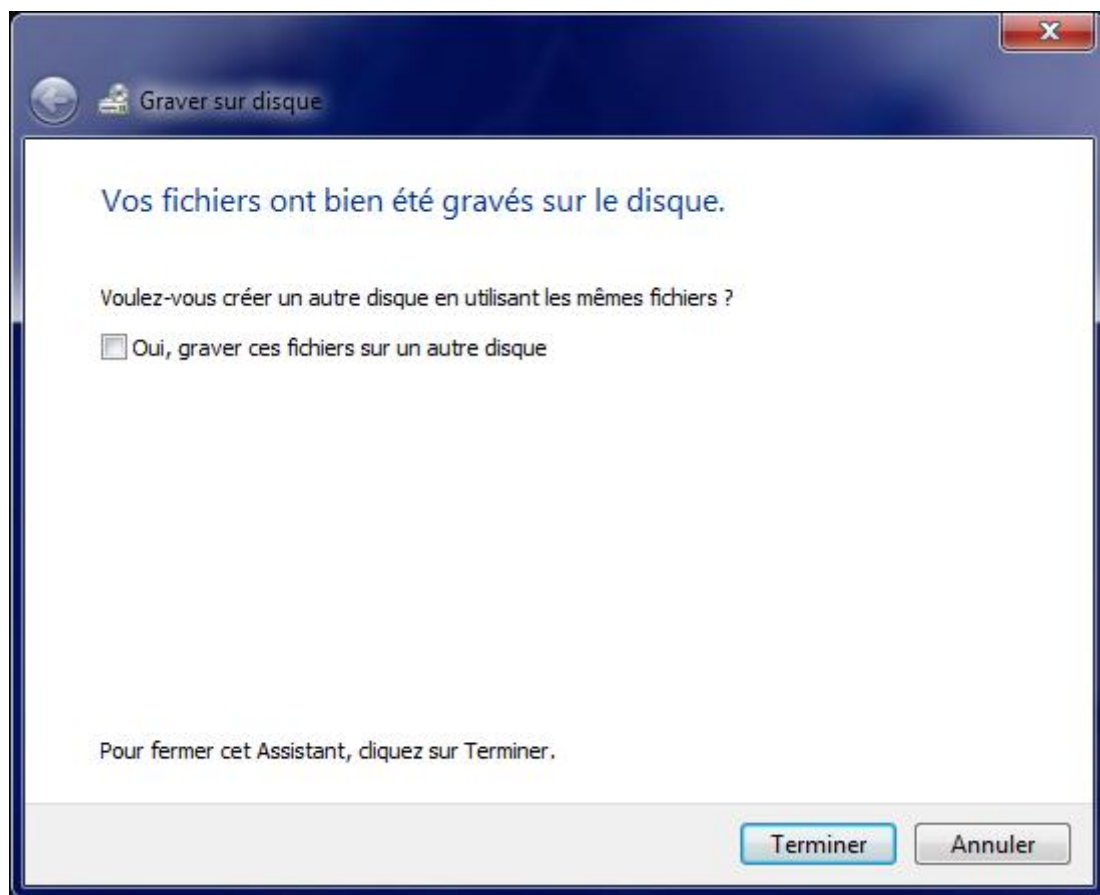 Graver sur disque
Vos fichiers ont bien été gravés sur le disque.
Voulez-vous créer un autre disque en utilisant les mêmes fichiers ?
Oui, graver ces fichiers sur un autre disque
Pour fermer cet Assistant, cliquez sur Terminer.
Terminer Annuler